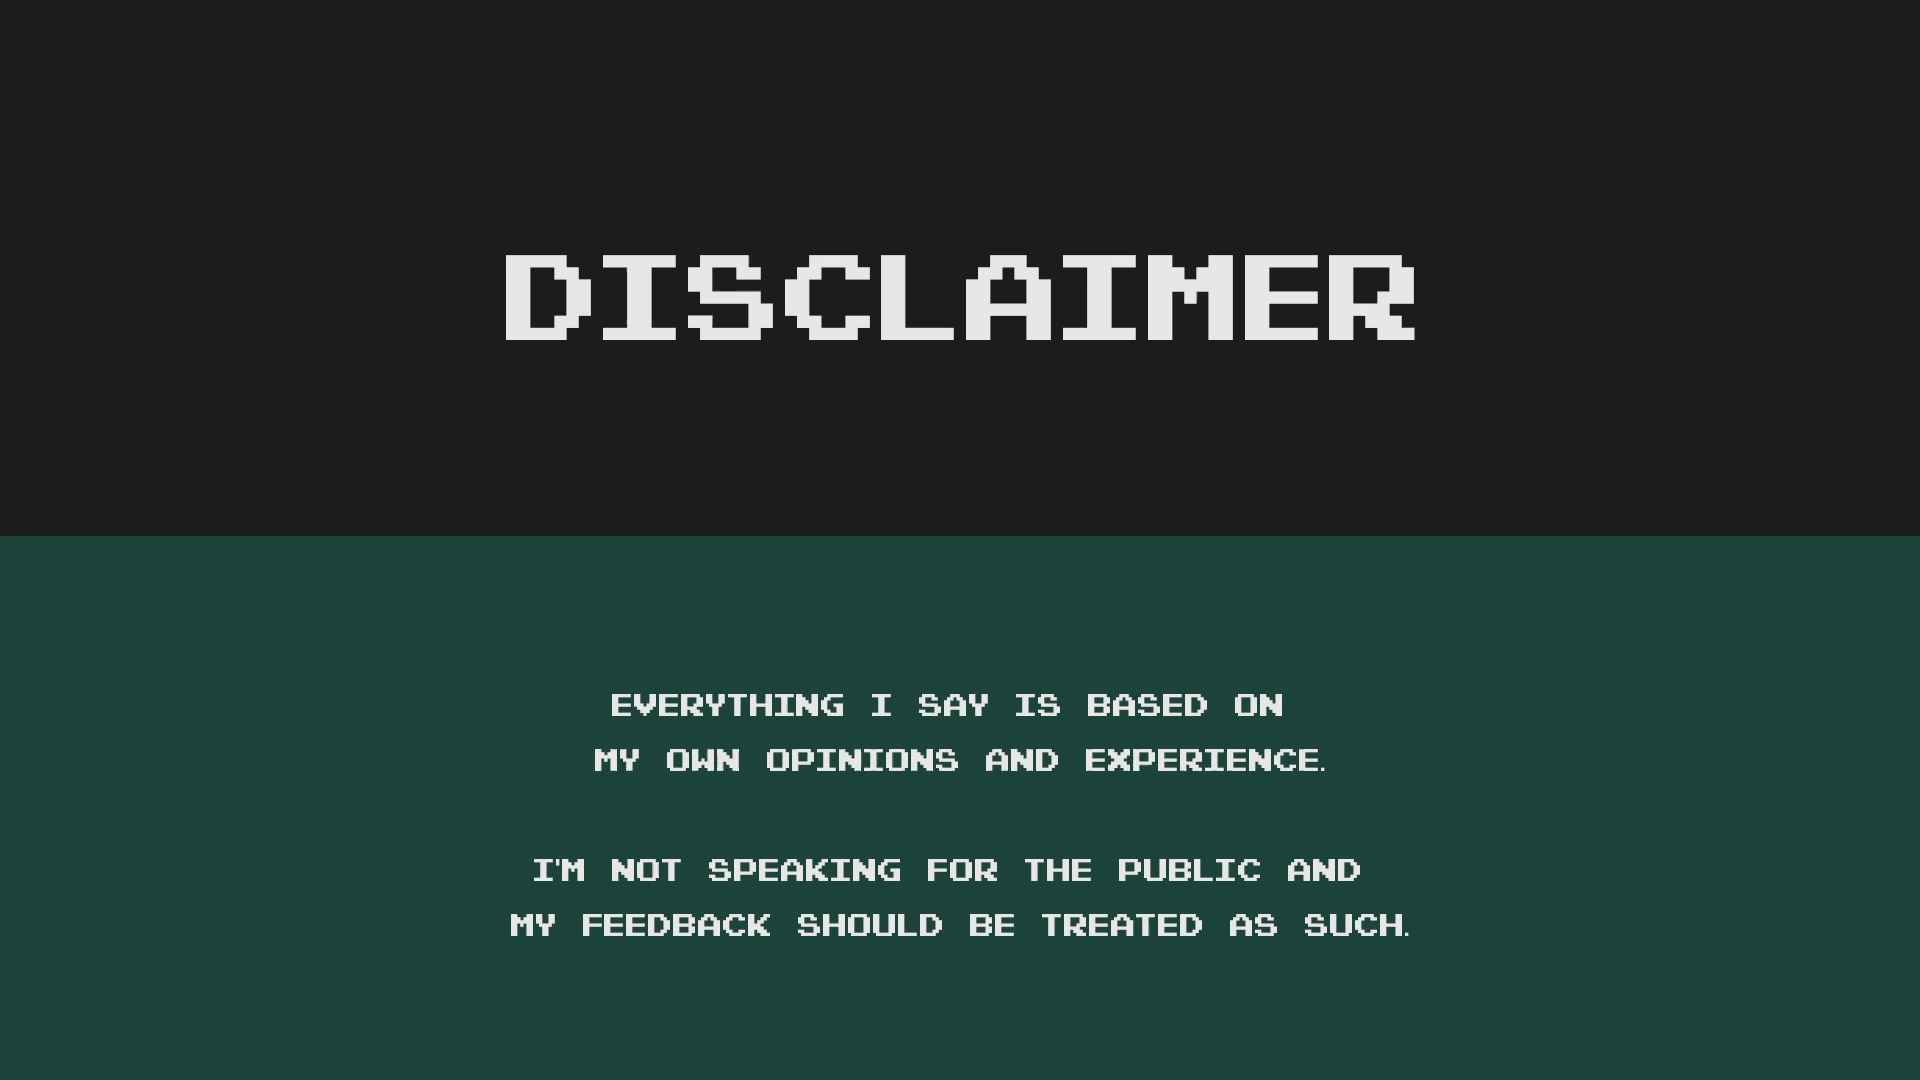 DISCLAIMER
EVERYTHING I SAY IS BASED ON
MY OWN OPINIONS AND EXPERIENCE.
I'M NOT SPEAKING FOR THE PUBLIC AND
MY FEEDBACK SHOULD BE TREATED AS SUCH.